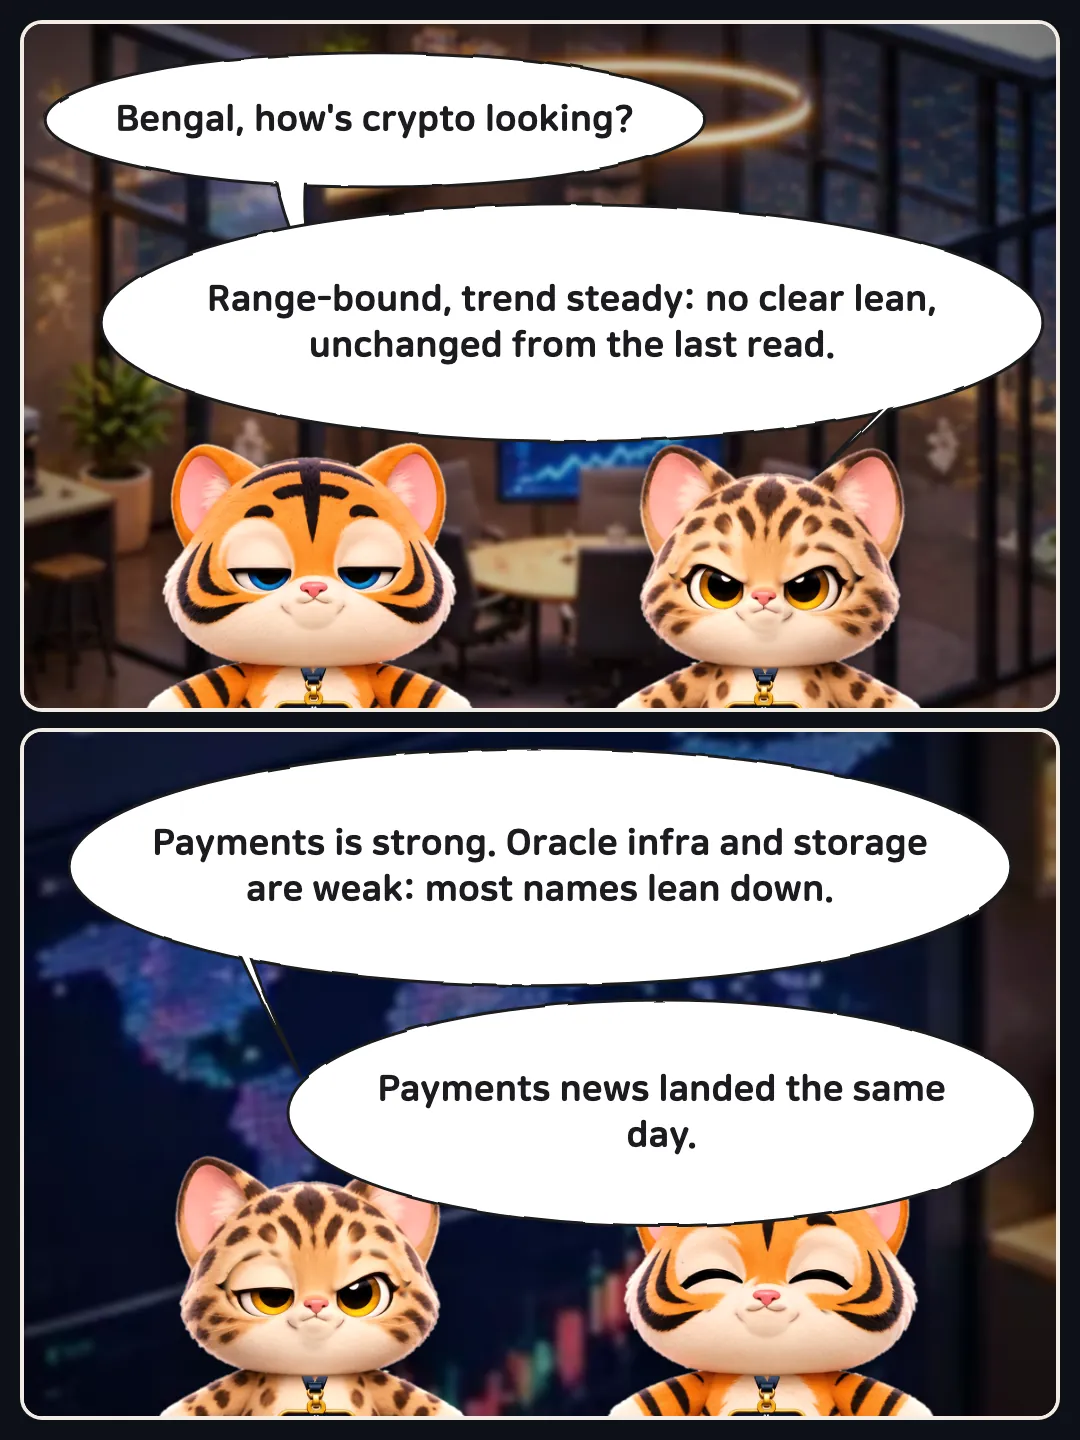 Bengal, how's crypto looking?
Range-bound, trend steady: no clear lean,
unchanged from the last read.
Payments is strong. Oracle infra and storage
are weak: most names lean down.
Payments news landed the same
day.